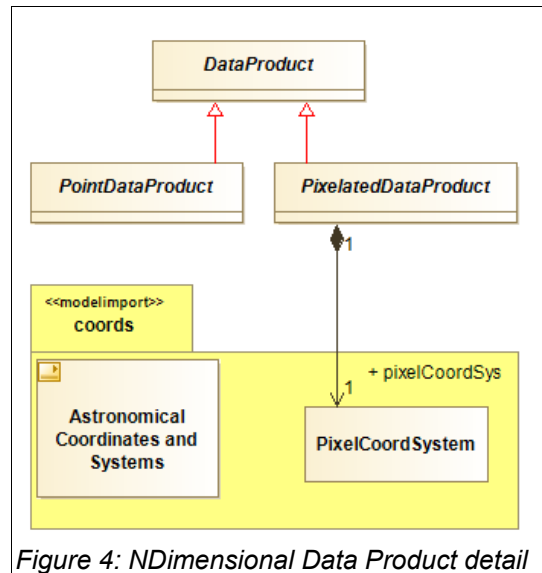 DataProduct
PointDataProduct
PixelatedDataProduct
1
<<modelimport>>
coords
+ pixelCoordSys
1
Astronomical
Coordinates and
Systems
PixelCoordSystem
Figure 4: NDimensional Data Product detail